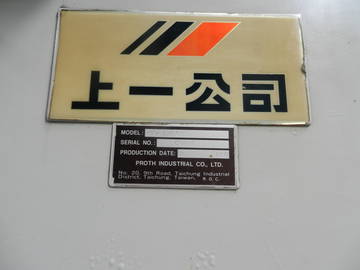 上一公司
MODEL:
SERIAL NO.:
PRODUCTION DATE:
PROTH INDUSTRIAL CO., LTD.
No. 20, 9th Road, Taichung Industrial
District, Taichung, Taiwan, R.O.C.